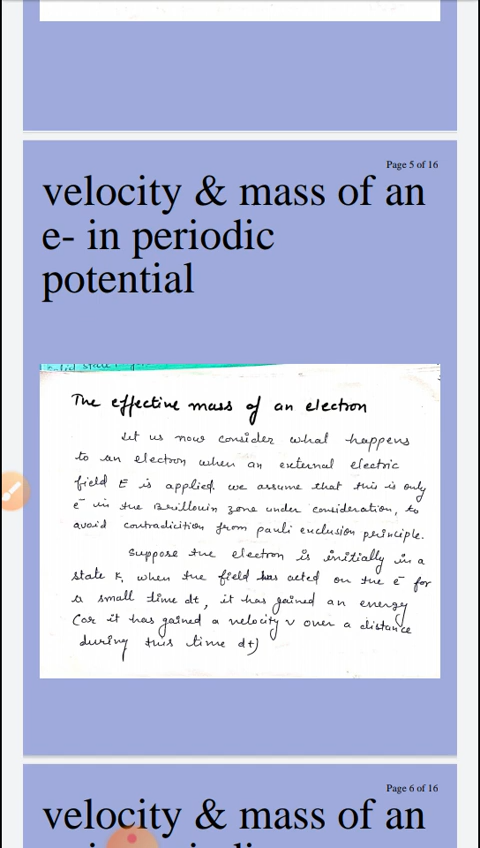 Page 5 of 16
velocity & mass of an
e- in periodic
potential
The effective mass of an electron
Let us now consider what happens
to an electron when an external electric
field E is applied. we assume that this is only
e⁻ in the Brillouin zone under consideration, to
avoid contradicition from pauli exclusion principle.
Suppose the electron is initially in a
state K, when the field has acted on the e⁻ for
a small time dt, it has gained an energy
(or it has gained a velocity v over a distance
during this time dt)
Page 6 of 16
velocity & mass of an